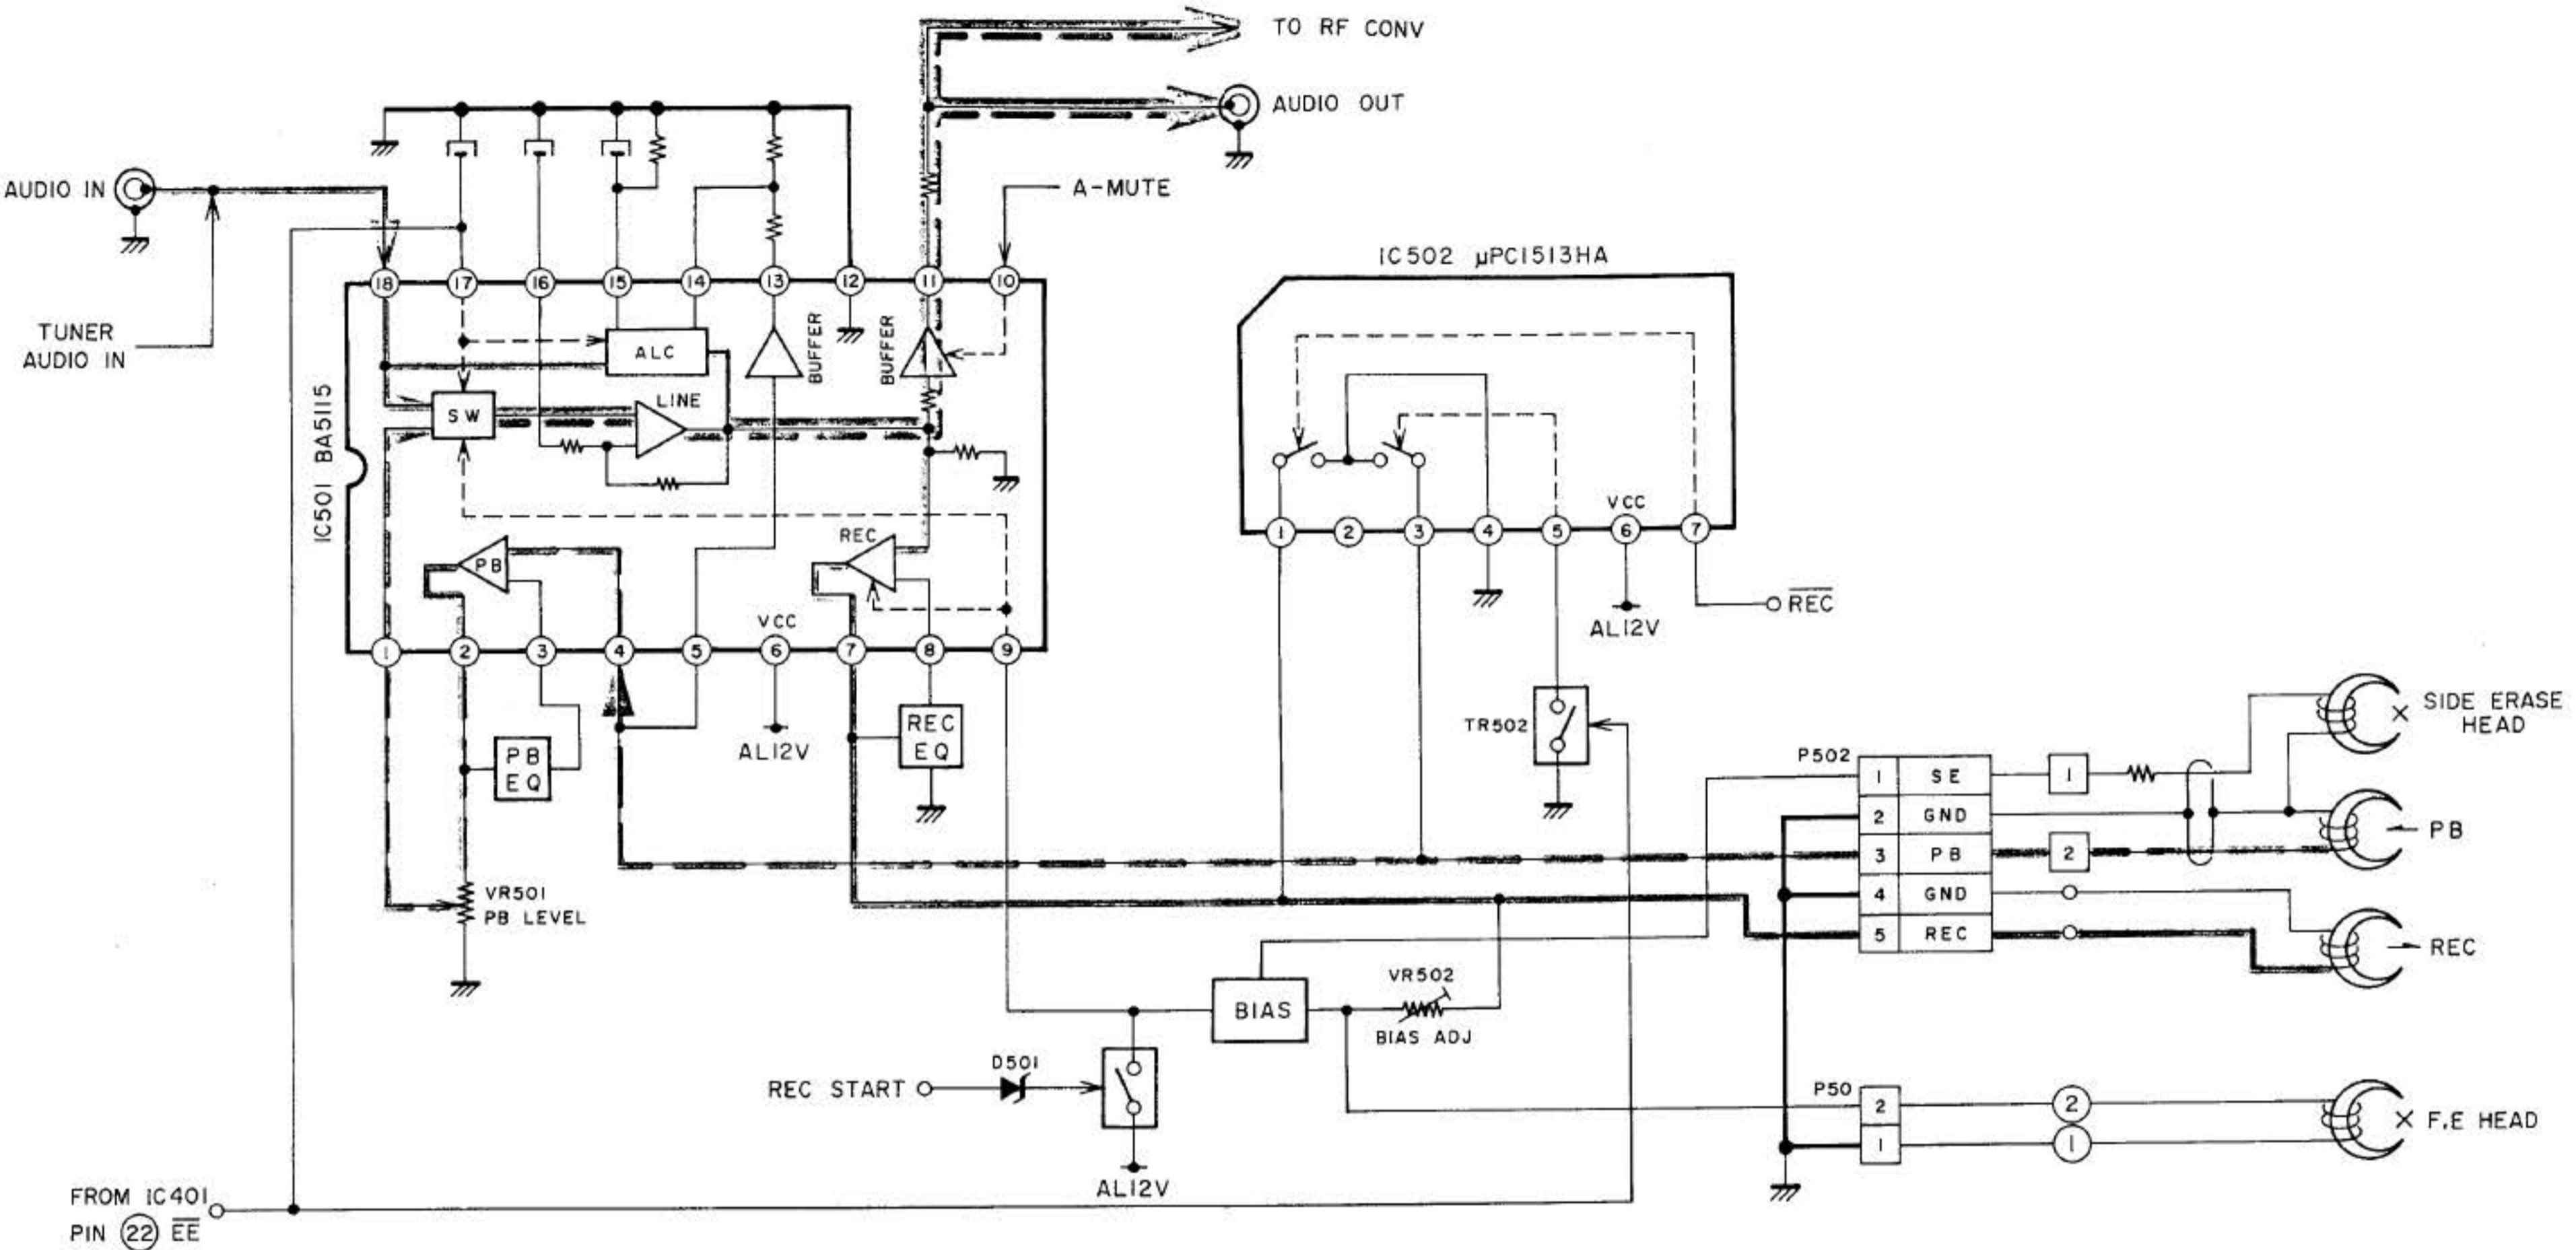 TO RF CONV
AUDIO OUT
AUDIO IN
A-MUTE
TUNER
AUDIO IN
IC501 BA5115
18
17
16
15
14
13
12
11
10
ALC
BUFFER
BUFFER
SW
LINE
PB
REC
VCC
1
2
3
4
5
6
7
8
9
PB
EQ
AL12V
REC
EQ
VR501
PB LEVEL
IC502 μPC1513HA
VCC
1
2
3
4
5
6
7
R̅E̅C̅
AL12V
TR502
P502
1 SE 1
2 GND
3 PB 2
4 GND
5 REC
SIDE ERASE
HEAD
PB
REC
BIAS
VR502
BIAS ADJ
D501
REC START
AL12V
P50
2 2
1 1
F.E HEAD
FROM IC401
PIN 22 E̅E̅